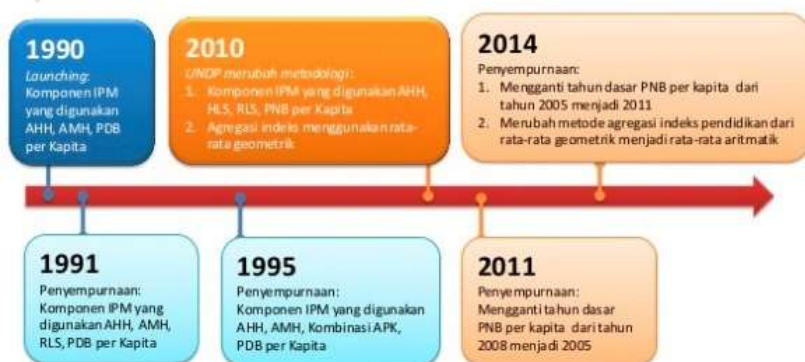 1990
Launching:
Komponen IPM
yang digunakan
AHH, AMH, PDB
per Kapita
2010
UNDP merubah metodologi:
1. Komponen IPM yang digunakan AHH,
HLS, RLS, PNB per Kapita
2. Agregasi indeks menggunakan rata-
rata geometrik
2014
Penyempurnaan:
1. Mengganti tahun dasar PNB per kapita dari
tahun 2005 menjadi 2011
2. Merubah metode agregasi indeks pendidikan dari
rata-rata geometrik menjadi rata-rata aritmatik
1991
Penyempurnaan:
Komponen IPM yang
digunakan AHH, AMH,
RLS, PDB per Kapita
1995
Penyempurnaan:
Komponen IPM yang digunakan
AHH, AMH, Kombinasi APK,
PDB per Kapita
2011
Penyempurnaan:
Mengganti tahun dasar
PNB per kapita dari tahun
2008 menjadi 2005